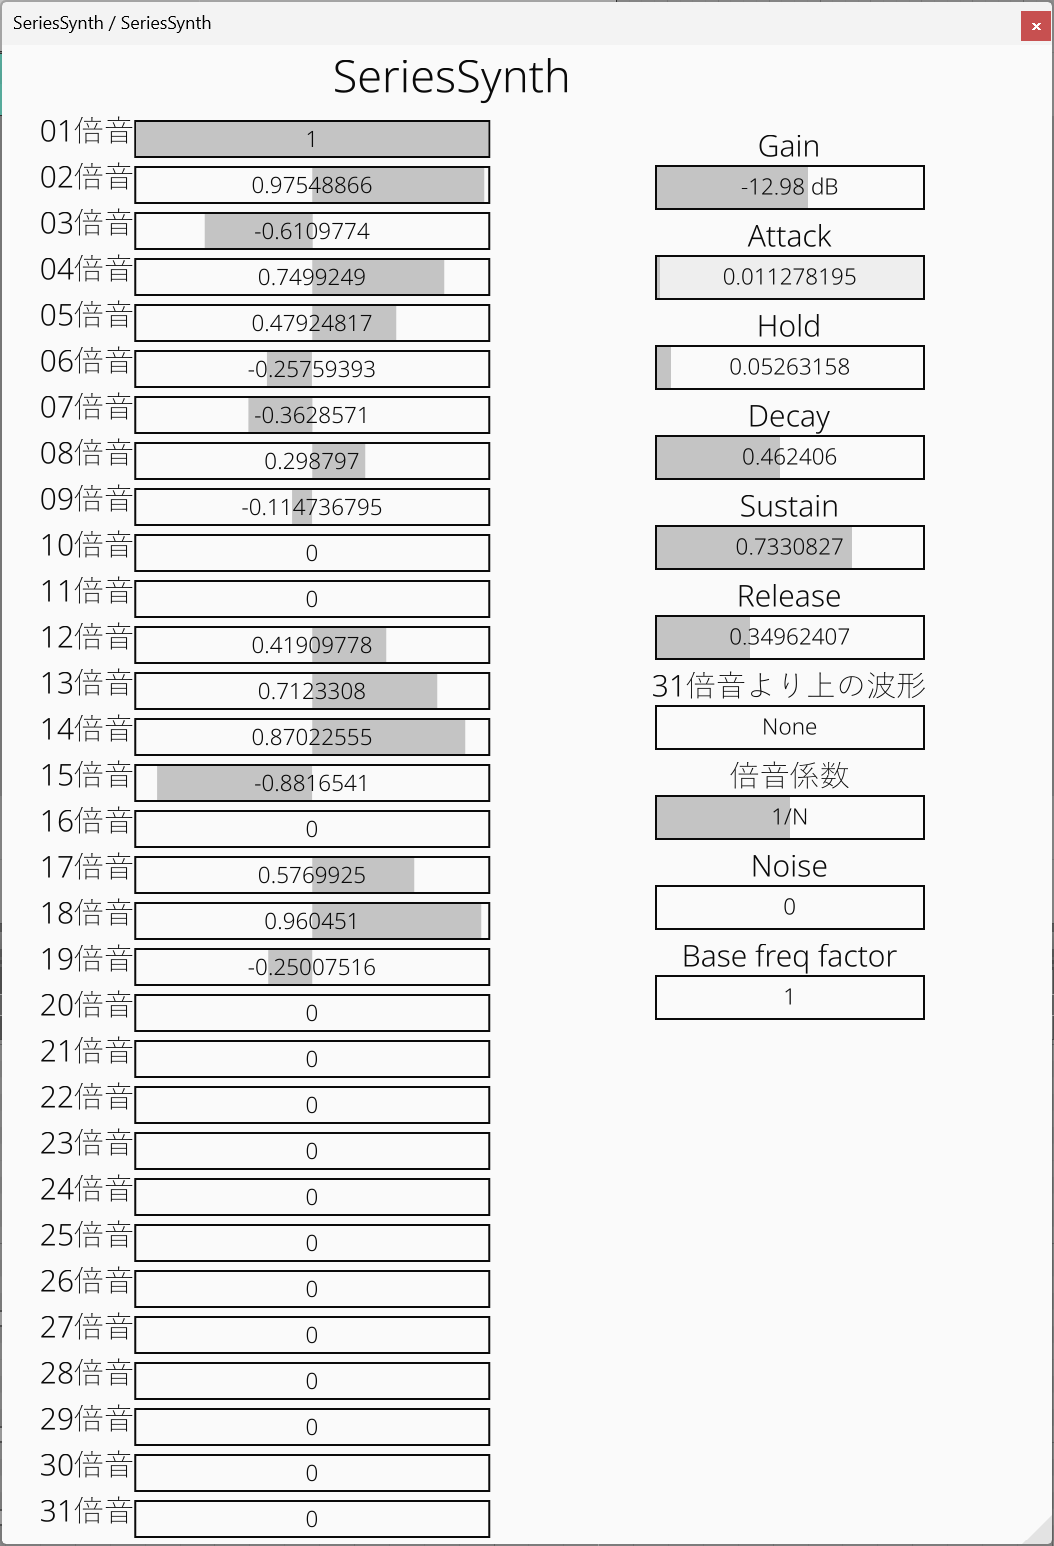 SeriesSynth / SeriesSynth
x
SeriesSynth
01倍音 1
02倍音 0.97548866
03倍音 -0.6109774
04倍音 0.7499249
05倍音 0.47924817
06倍音 -0.25759393
07倍音 -0.3628571
08倍音 0.298797
09倍音 -0.114736795
10倍音 0
11倍音 0
12倍音 0.41909778
13倍音 0.7123308
14倍音 0.87022555
15倍音 -0.8816541
16倍音 0
17倍音 0.5769925
18倍音 0.960451
19倍音 -0.25007516
20倍音 0
21倍音 0
22倍音 0
23倍音 0
24倍音 0
25倍音 0
26倍音 0
27倍音 0
28倍音 0
29倍音 0
30倍音 0
31倍音 0
Gain
-12.98 dB
Attack
0.011278195
Hold
0.05263158
Decay
0.462406
Sustain
0.7330827
Release
0.34962407
31倍音より上の波形
None
倍音係数
1/N
Noise
0
Base freq factor
1